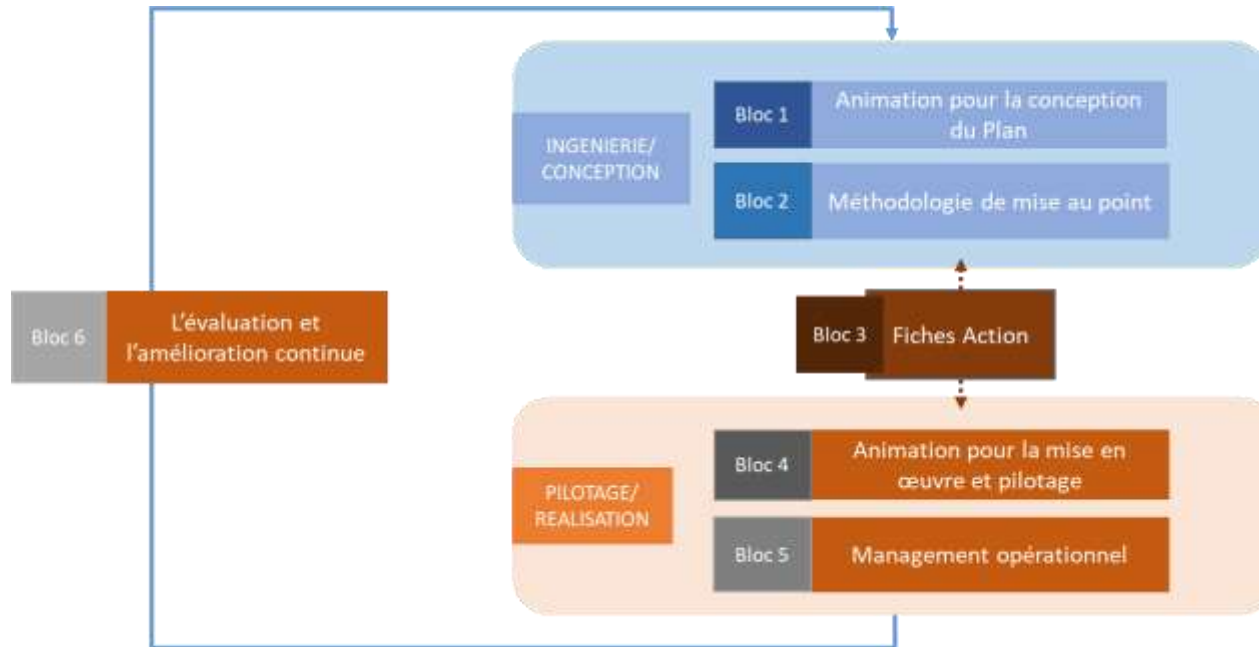 INGENIERIE/
CONCEPTION
Bloc 1
Animation pour la conception
du Plan
Bloc 2
Méthodologie de mise au point
Bloc 6
L'évaluation et
l'amélioration continue
Bloc 3
Fiches Action
PILOTAGE/
REALISATION
Bloc 4
Animation pour la mise en
œuvre et pilotage
Bloc 5
Management opérationnel